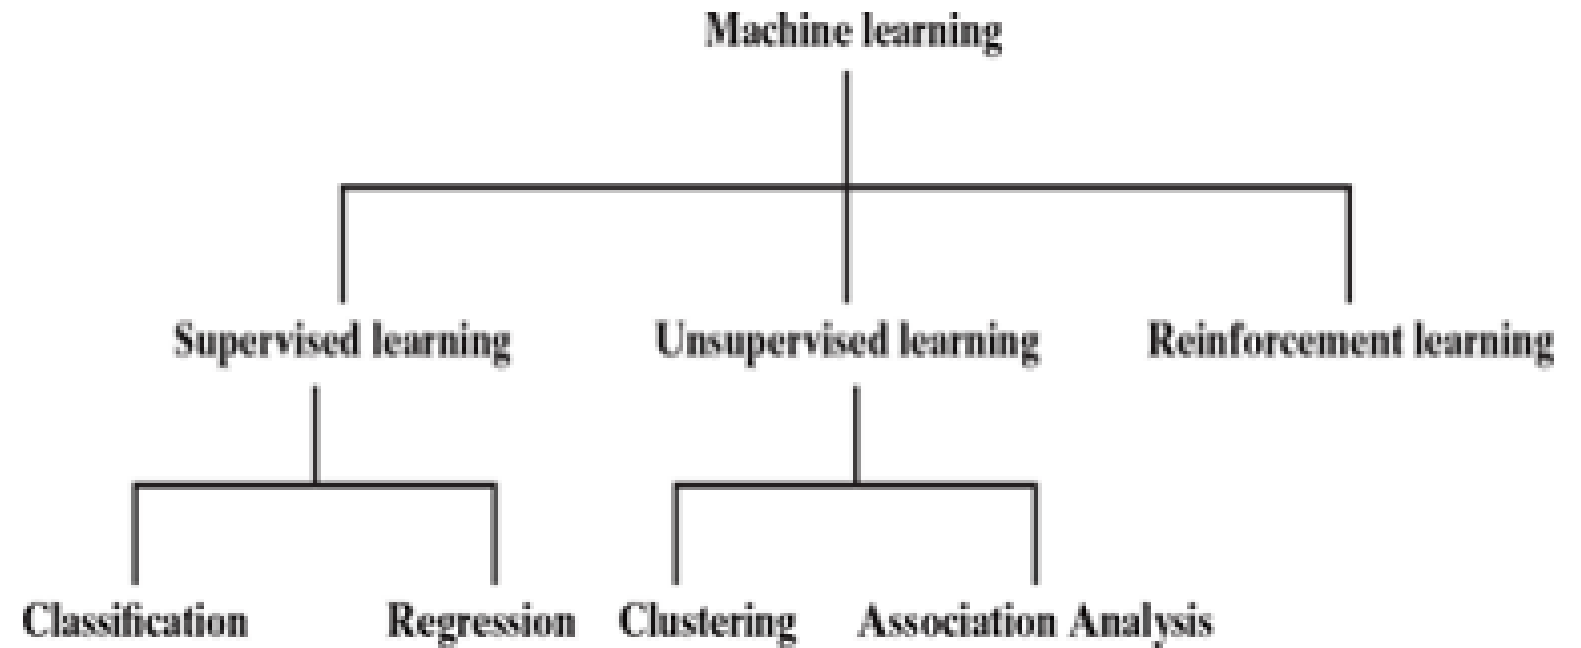 Machine learning
Supervised learning
Unsupervised learning
Reinforcement learning
Classification
Regression
Clustering
Association Analysis